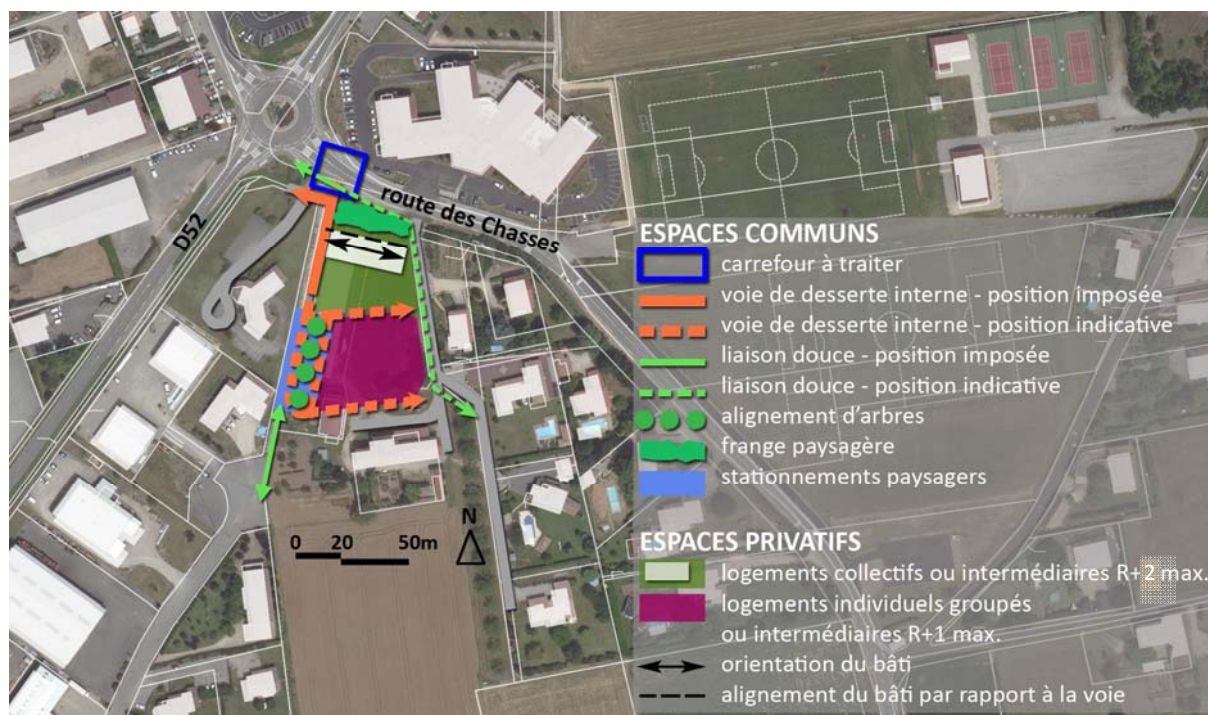 D52
route des Chasses
ESPACES COMMUNS
carrefour à traiter
voie de desserte interne - position imposée
voie de desserte interne - position indicative
liaison douce - position imposée
liaison douce - position indicative
alignement d'arbres
frange paysagère
stationnements paysagers
N
0 20 50m
ESPACES PRIVATIFS
logements collectifs ou intermédiaires R+2 max.
logements individuels groupés
ou intermédiaires R+1 max.
orientation du bâti
alignement du bâti par rapport à la voie